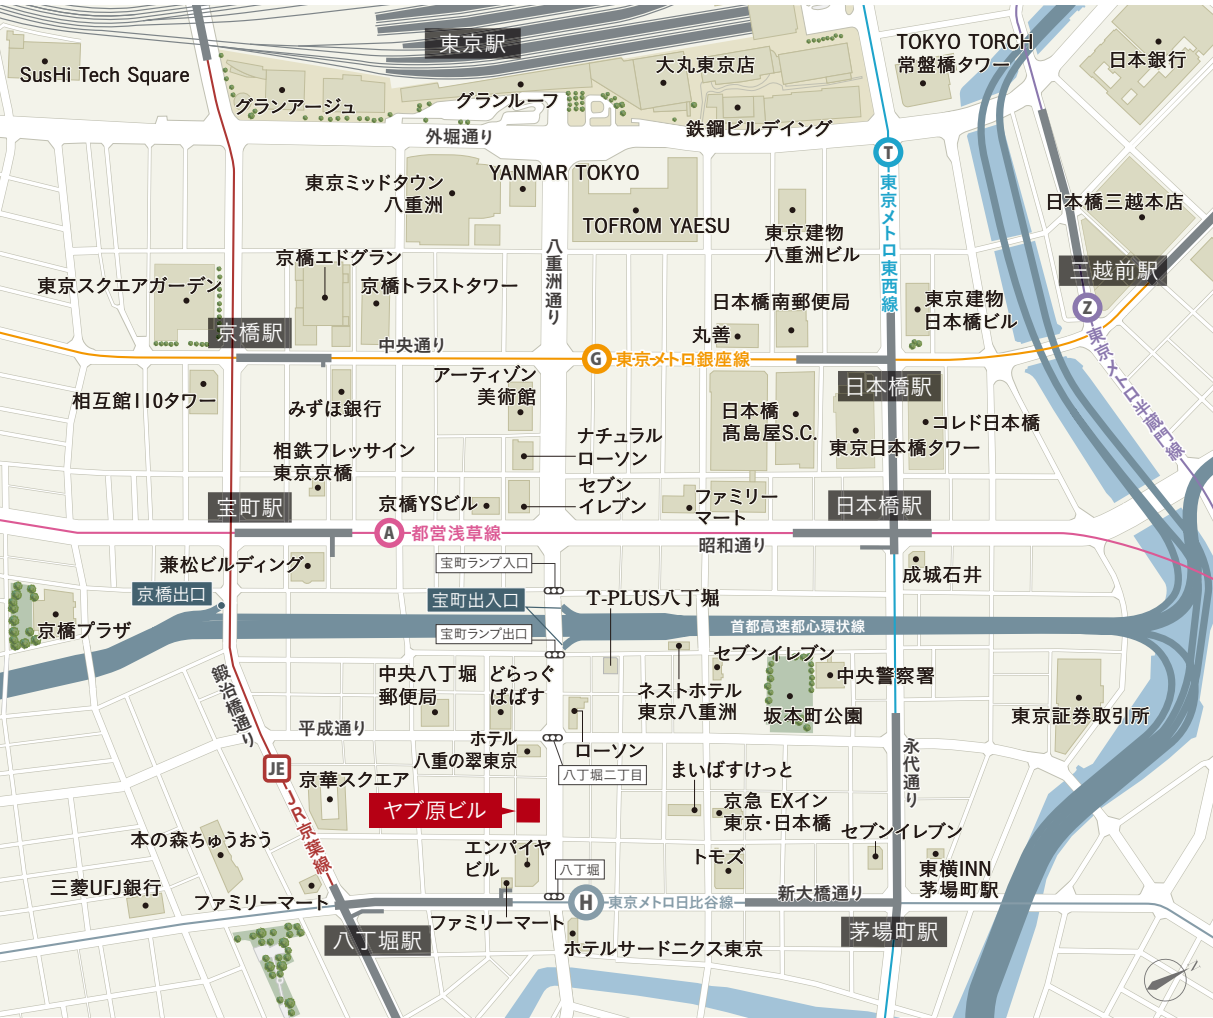 東京駅
TOKYO TORCH
常盤橋タワー
日本銀行
SusHi Tech Square
大丸東京店
グランアージュ
グランルーフ
鉄鋼ビルデイング
外堀通り
T
東京メトロ東西線
東京ミッドタウン
八重洲
YANMAR TOKYO
TOFROM YAESU
日本橋三越本店
東京建物
八重洲ビル
八重洲通り
京橋エドグラン
東京スクエアガーデン
京橋トラストタワー
三越前駅
日本橋南郵便局
東京建物
日本橋ビル
Z
東京メトロ半蔵門線
京橋駅
丸善
中央通り
G
東京メトロ銀座線
アーティゾン
美術館
日本橋駅
相互館110タワー
みずほ銀行
日本橋
髙島屋S.C.
コレド日本橋
東京日本橋タワー
ナチュラル
ローソン
相鉄フレッサイン
東京京橋
セブン
イレブン
京橋YSビル
ファミリー
マート
日本橋駅
宝町駅
A
都営浅草線
昭和通り
兼松ビルディング
宝町ランプ入口
成城石井
京橋出口
宝町出入口
T-PLUS八丁堀
京橋プラザ
宝町ランプ出口
首都高速都心環状線
セブンイレブン
中央警察署
鍛冶橋通り
中央八丁堀
郵便局
どらっぐ
ぱぱす
ネストホテル
東京八重洲
坂本町公園
東京証券取引所
平成通り
ホテル
八重の翠東京
ローソン
永代通り
JE
JR京葉線
京華スクエア
八丁堀二丁目
まいばすけっと
ヤブ原ビル
京急 EXイン
東京・日本橋
本の森ちゅうおう
エンパイヤ
ビル
トモズ
セブンイレブン
八丁堀
東横INN
茅場町駅
三菱UFJ銀行
ファミリーマート
H
東京メトロ日比谷線
新大橋通り
ファミリーマート
八丁堀駅
ホテルサードニクス東京
茅場町駅
N